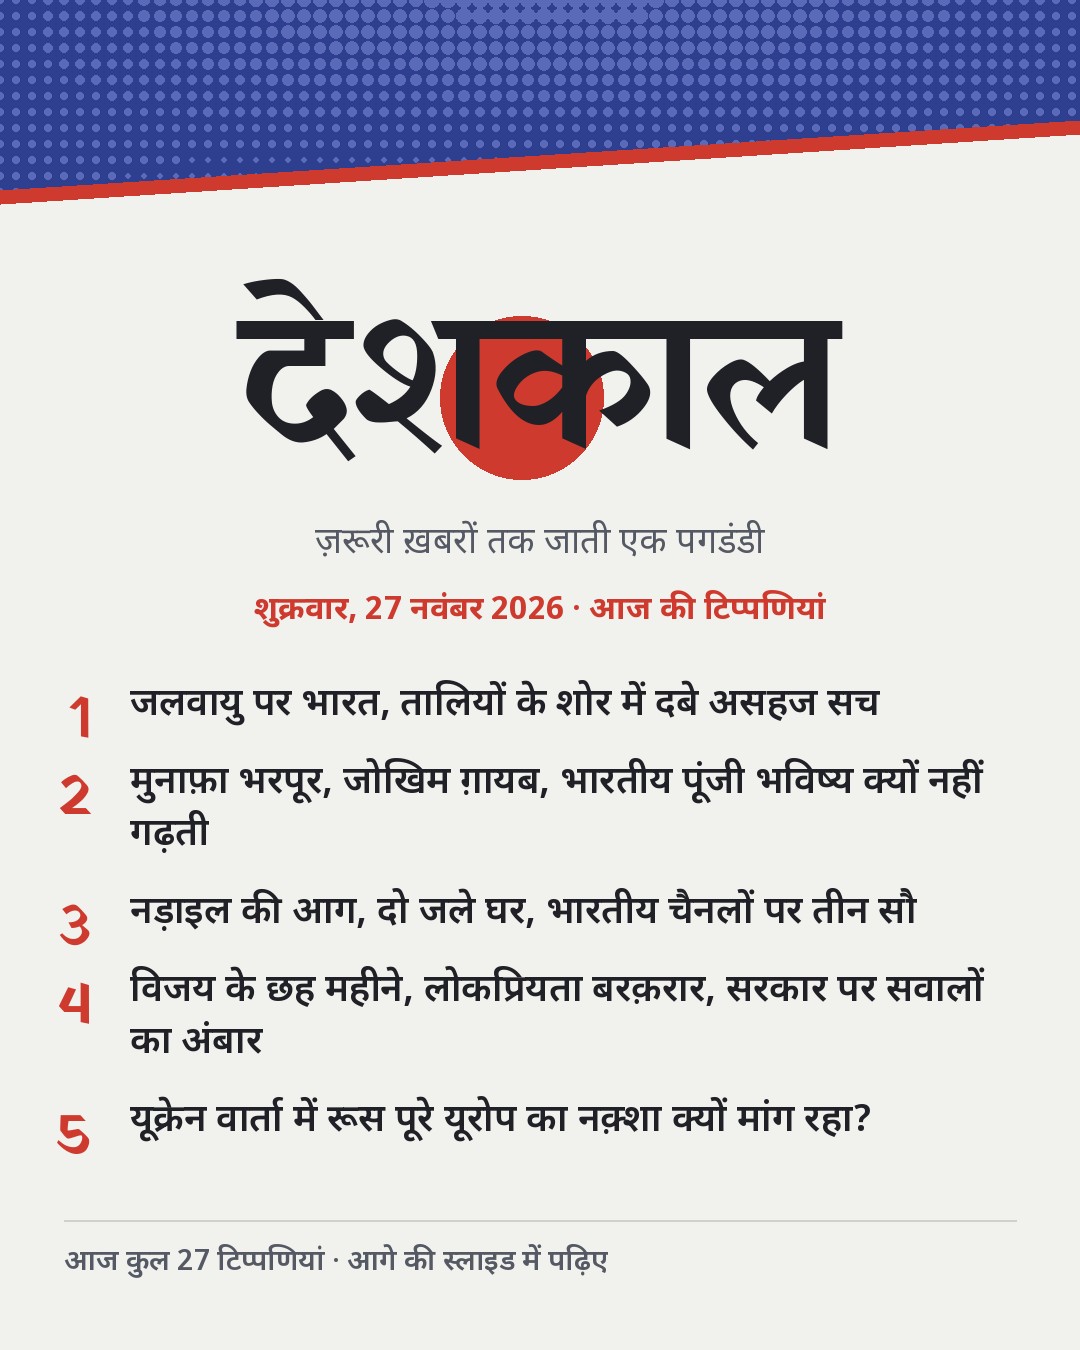 देशकाल
ज़रूरी ख़बरों तक जाती एक पगडंडी
शुक्रवार, 27 नवंबर 2026 · आज की टिप्पणियां
1 जलवायु पर भारत, तालियों के शोर में दबे असहज सच
2 मुनाफ़ा भरपूर, जोखिम ग़ायब, भारतीय पूंजी भविष्य क्यों नहीं
गढ़ती
3 नड़ाइल की आग, दो जले घर, भारतीय चैनलों पर तीन सौ
4 विजय के छह महीने, लोकप्रियता बरक़रार, सरकार पर सवालों
का अंबार
5 यूक्रेन वार्ता में रूस पूरे यूरोप का नक़्शा क्यों मांग रहा?
आज कुल 27 टिप्पणियां · आगे की स्लाइड में पढ़िए